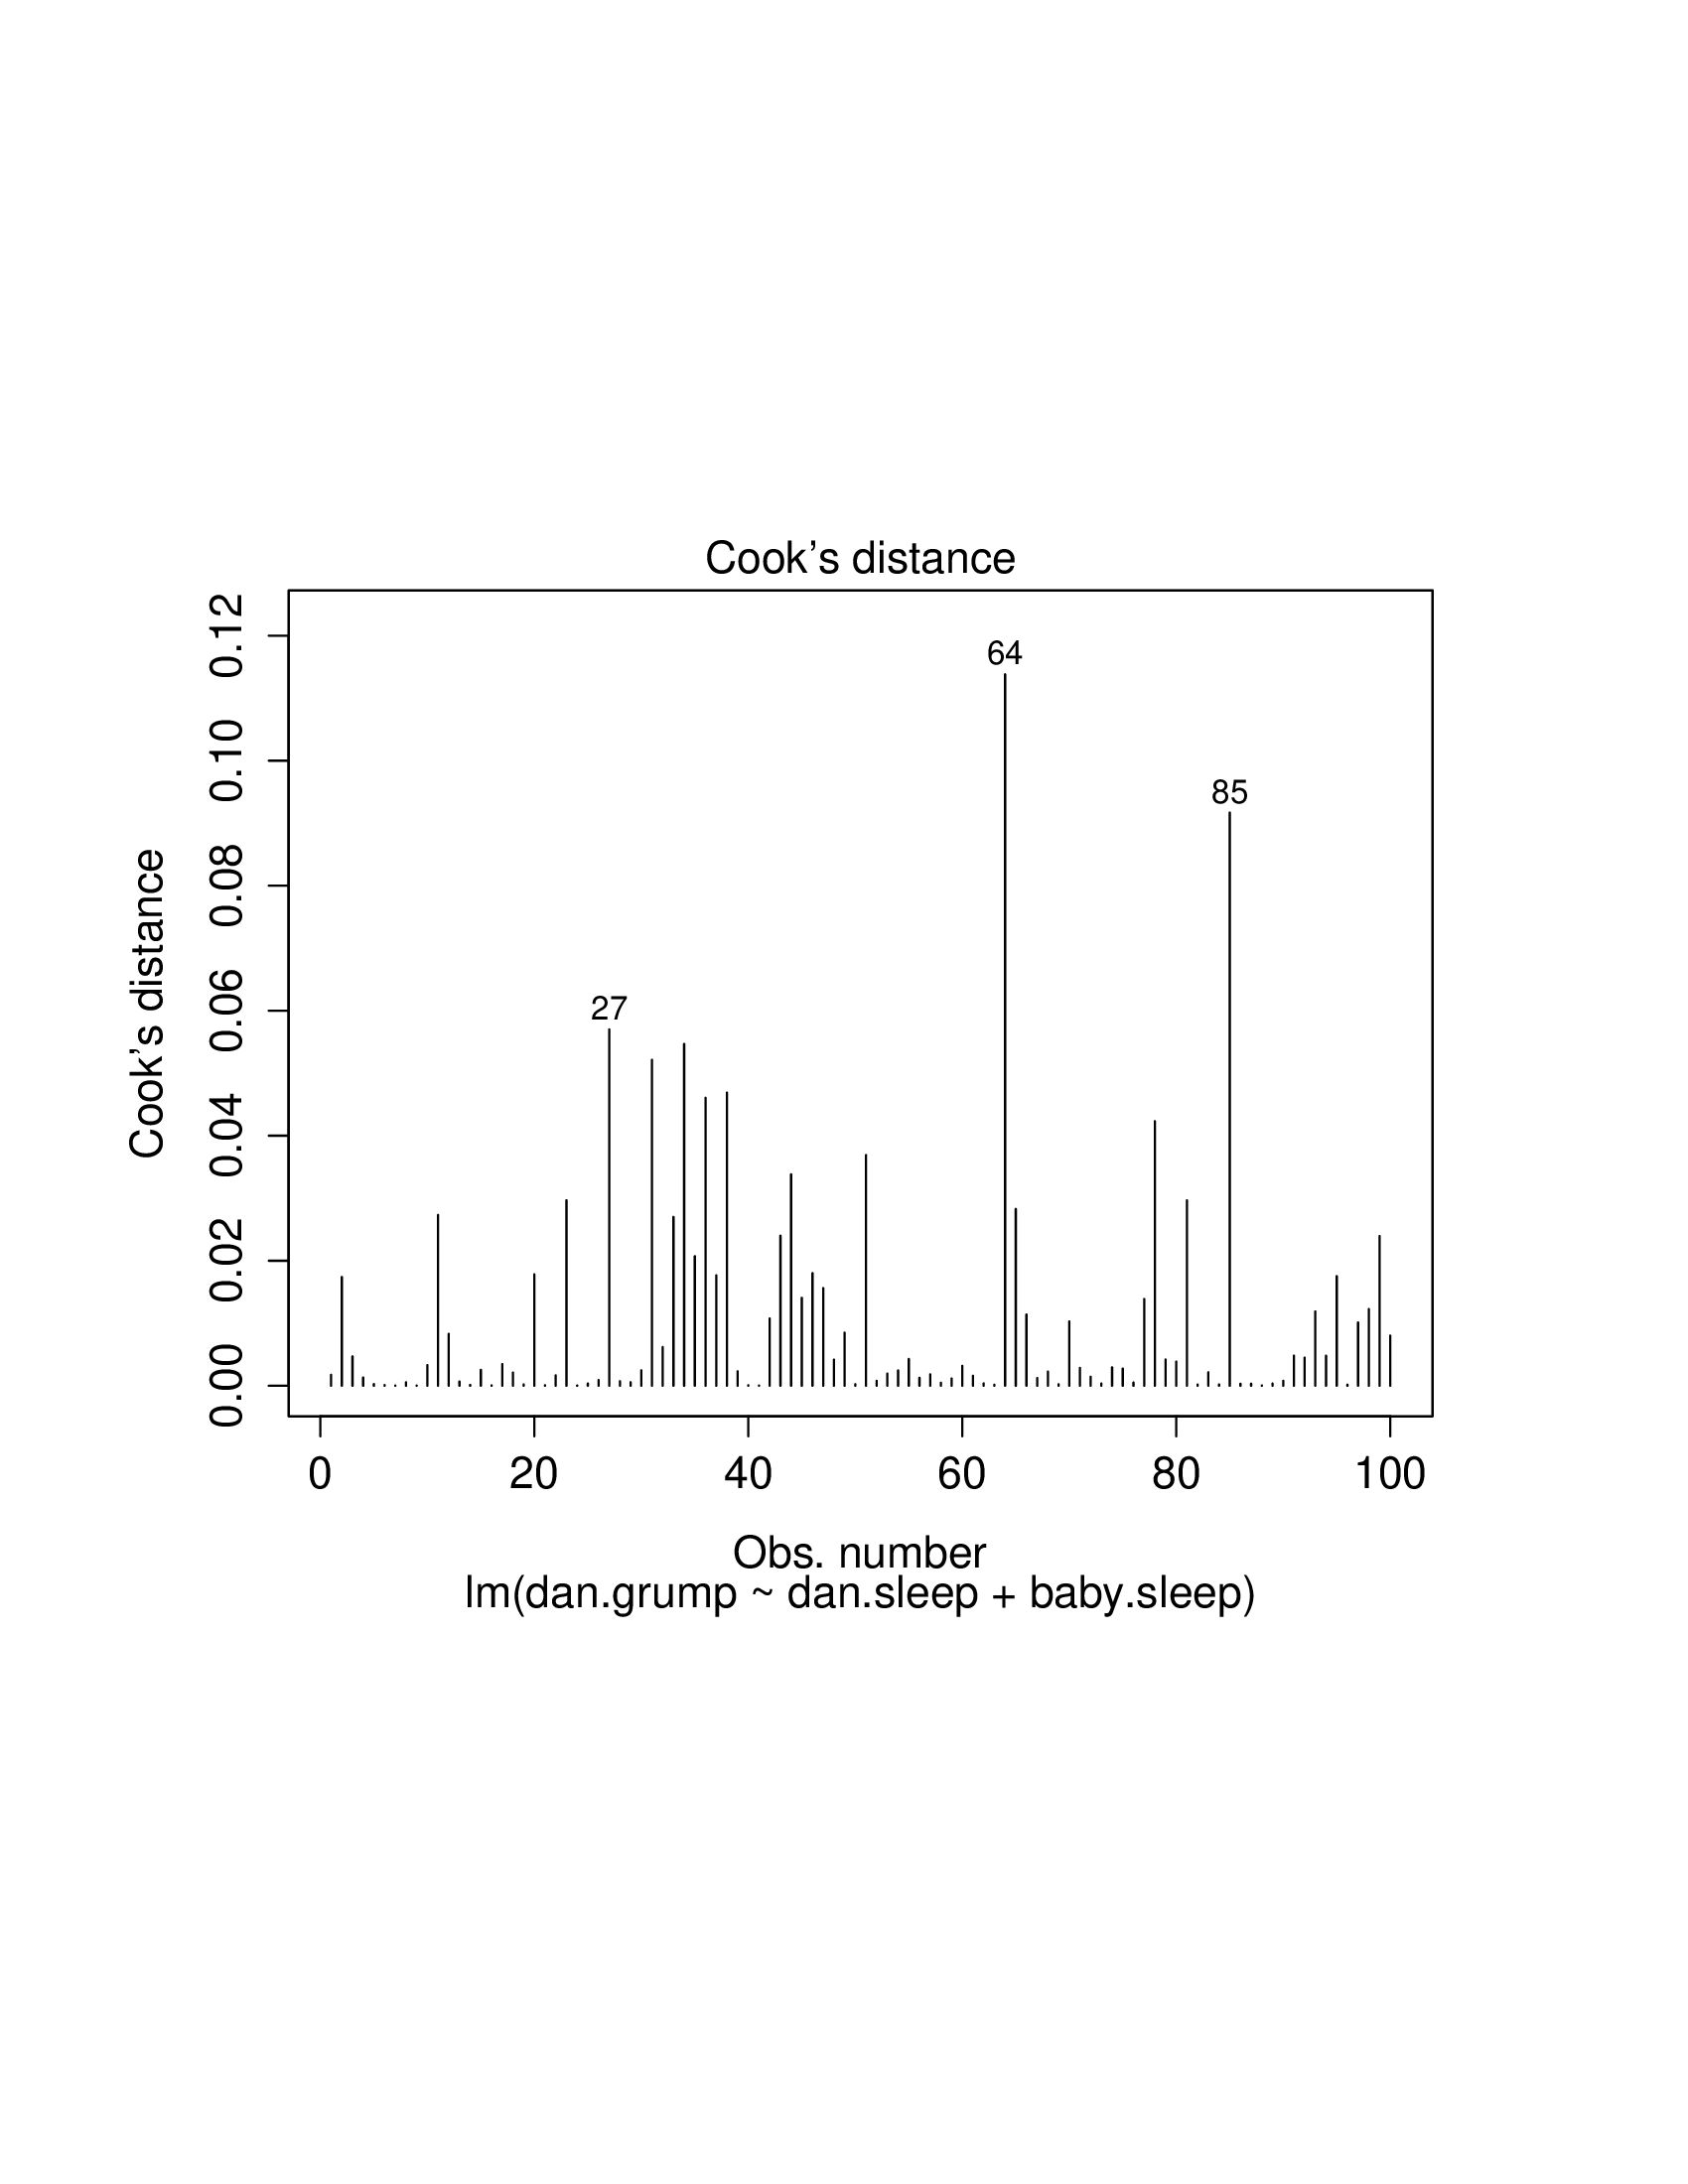 Cook’s distance
Cook’s distance
0.12
0.10
0.08
0.06
0.04
0.02
0.00
64
85
27
0 20 40 60 80 100
Obs. number
lm(dan.grump ~ dan.sleep + baby.sleep)